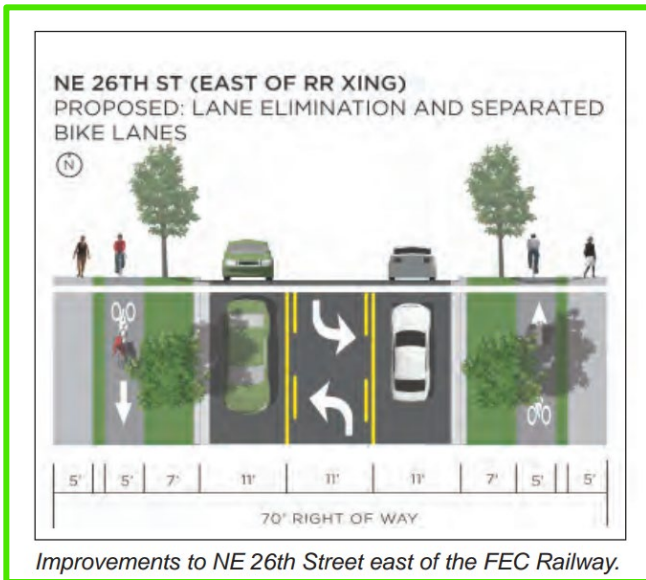 NE 26TH ST (EAST OF RR XING)
PROPOSED: LANE ELIMINATION AND SEPARATED
BIKE LANES
N
5' 5' 7' 11' 11' 11' 7' 5' 5'
70' RIGHT OF WAY
Improvements to NE 26th Street east of the FEC Railway.